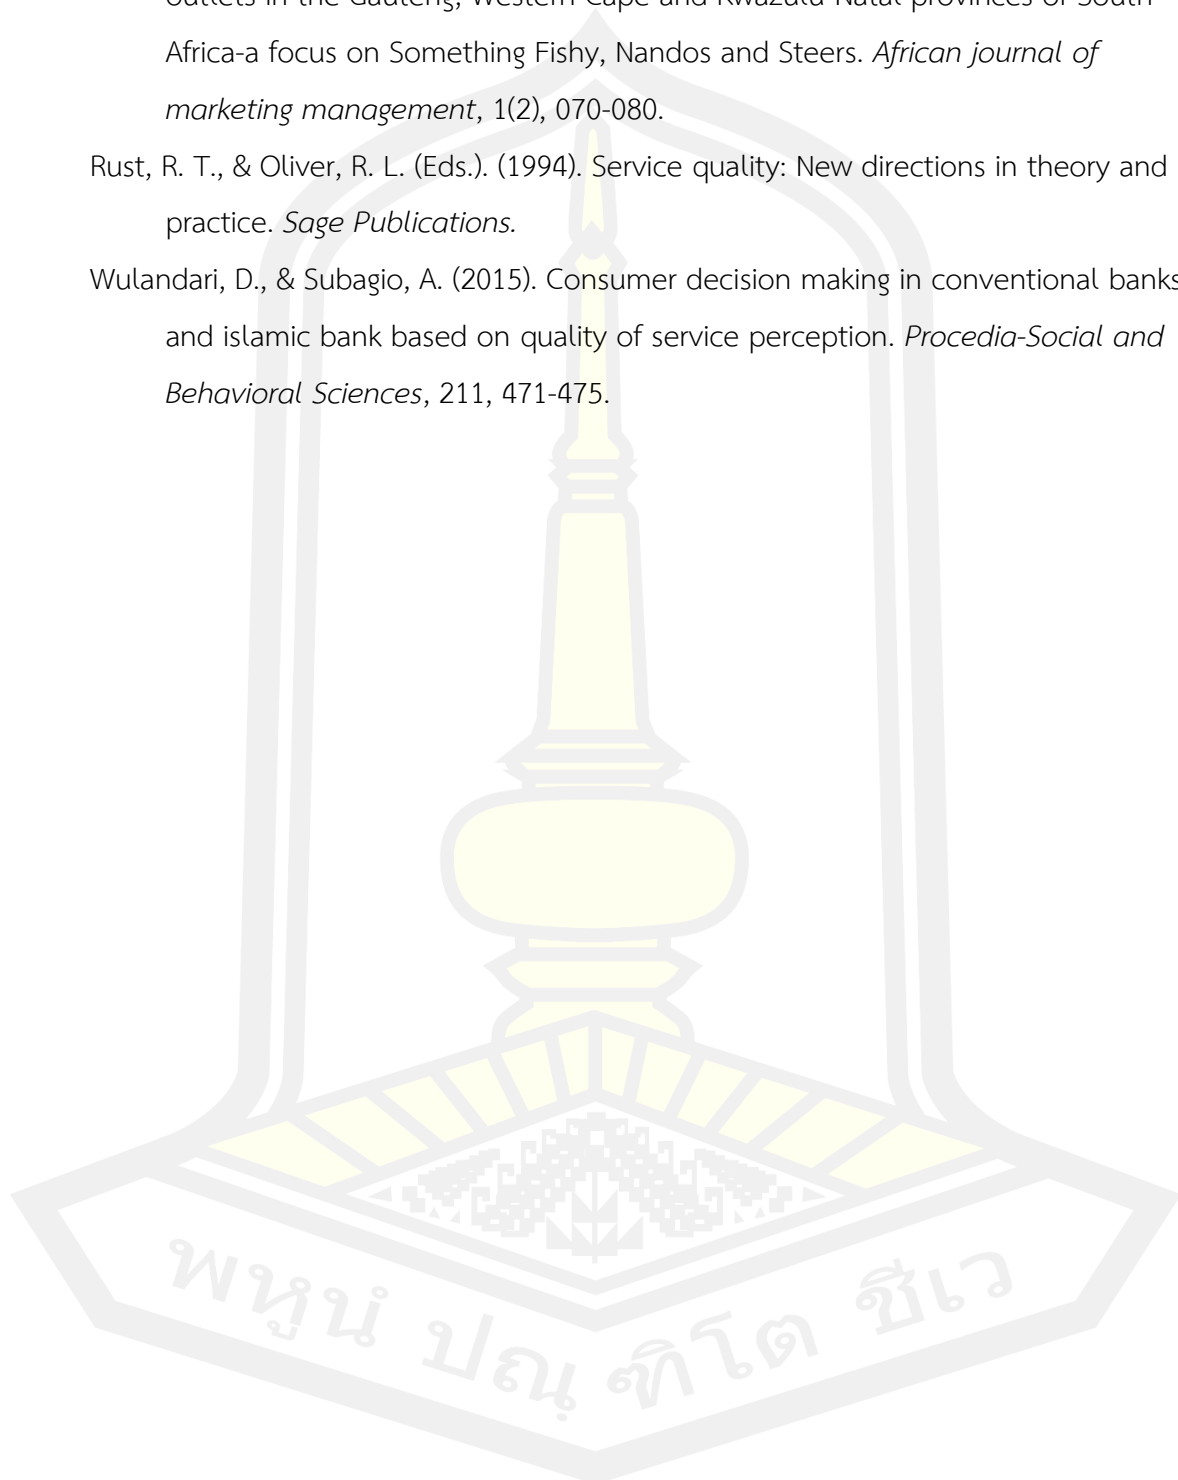 outlets in the Gauteng, Western Cape and Kwazulu Natal provinces of South
Africa-a focus on Something Fishy, Nandos and Steers. African journal of
marketing management, 1(2), 070-080.
Rust, R. T., & Oliver, R. L. (Eds.). (1994). Service quality: New directions in theory and
practice. Sage Publications.
Wulandari, D., & Subagio, A. (2015). Consumer decision making in conventional banks
and islamic bank based on quality of service perception. Procedia-Social and
Behavioral Sciences, 211, 471-475.
พหูนํ ปณฺฑิโต ชีเว